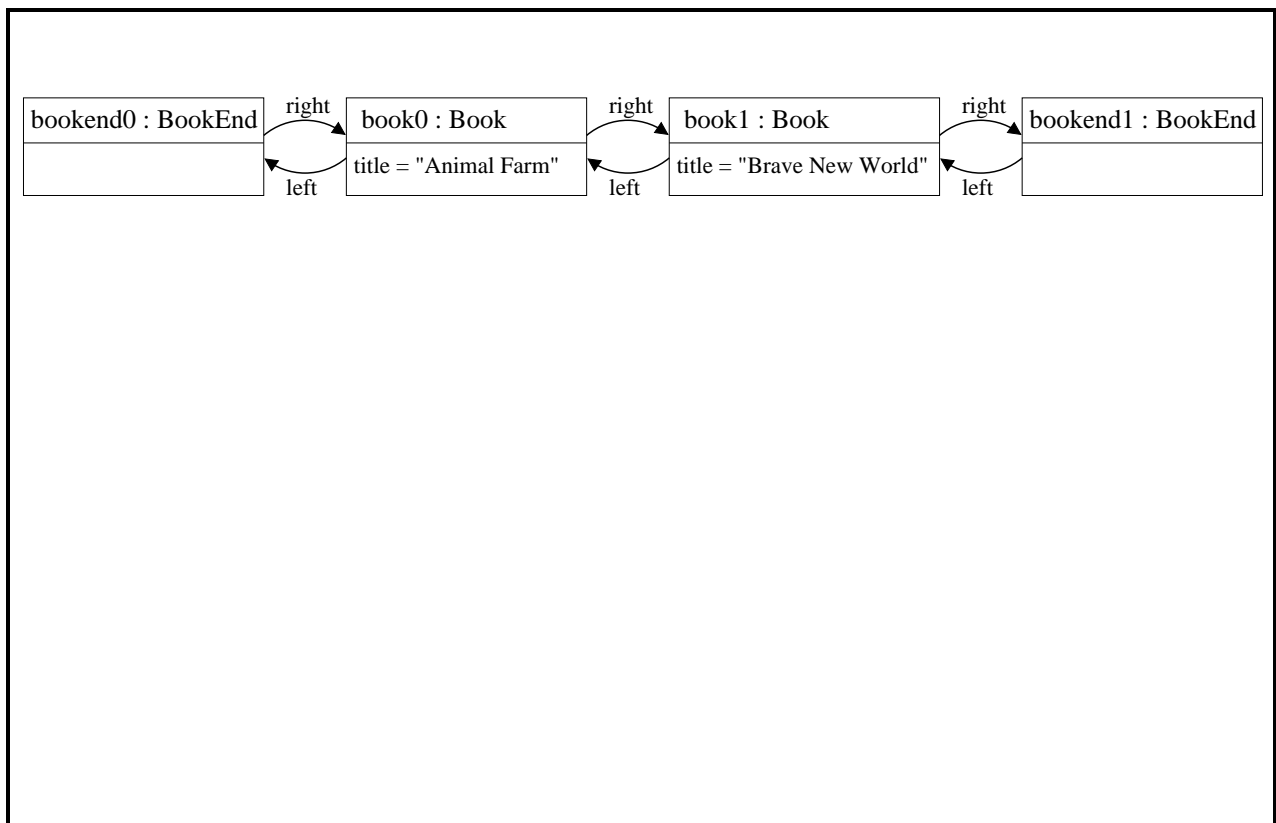 right right right
bookend0 : BookEnd book0 : Book book1 : Book bookend1 : BookEnd
title = "Animal Farm" title = "Brave New World"
left left left